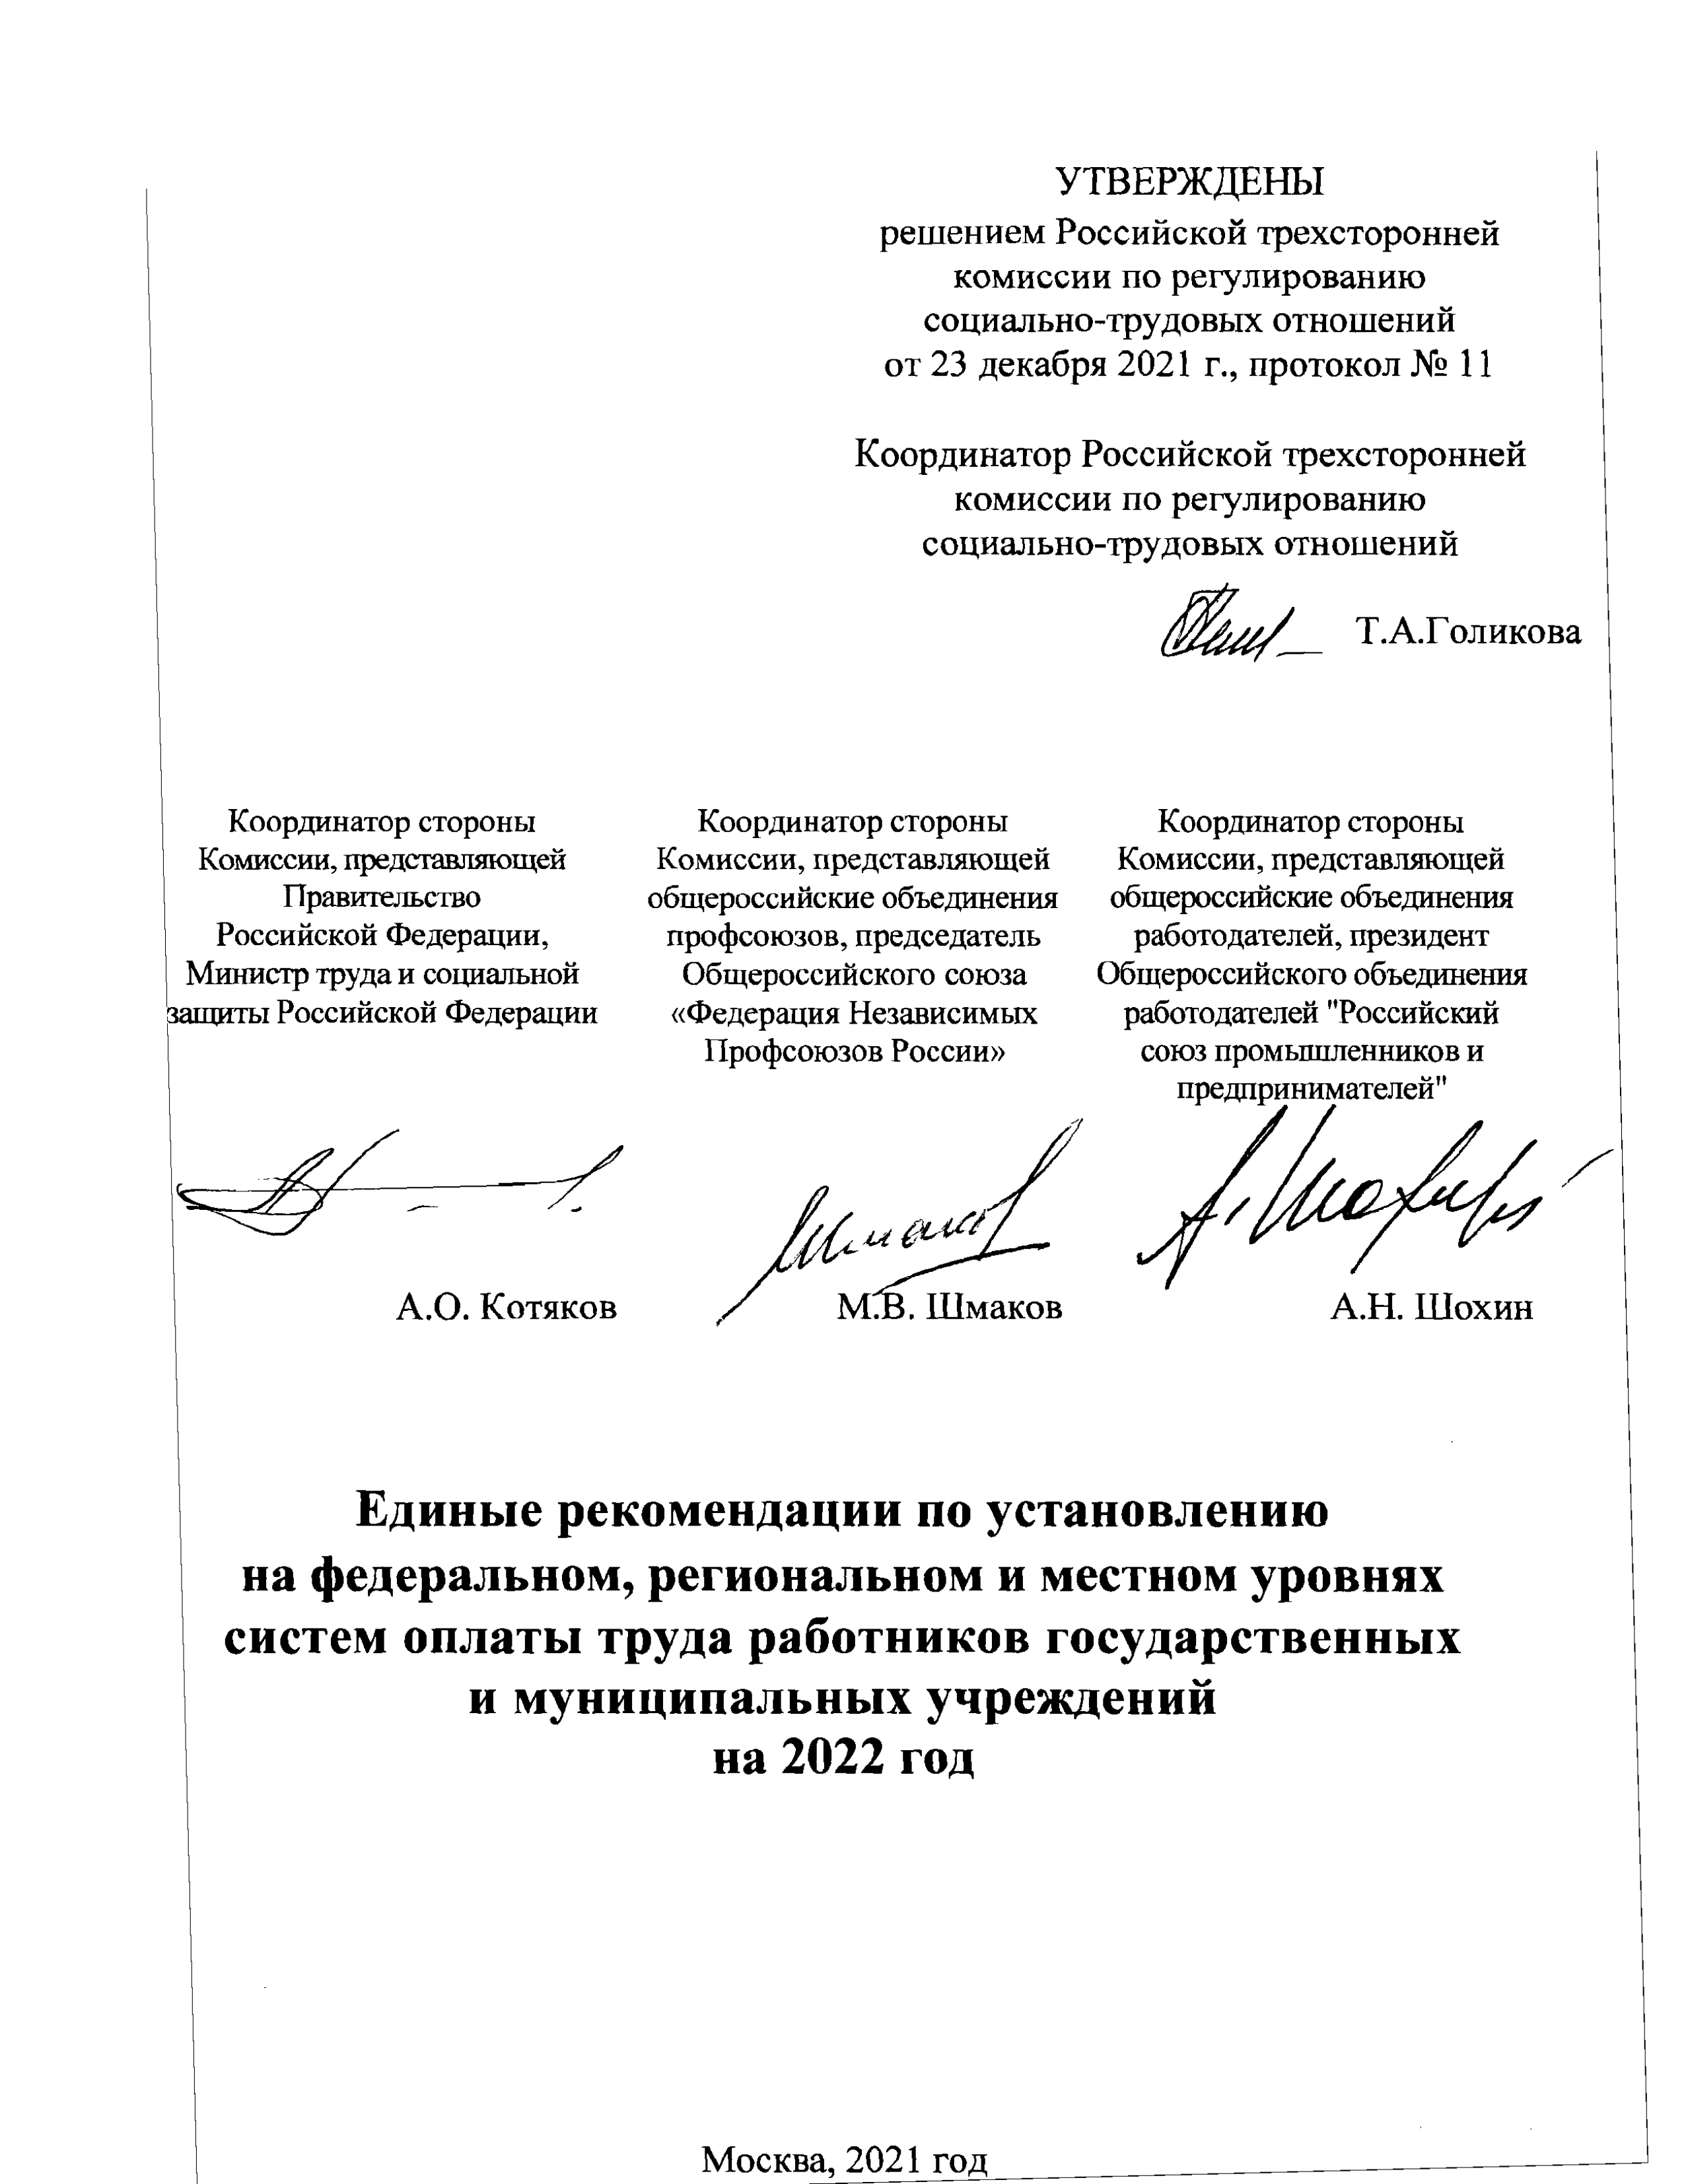 УТВЕРЖДЕНЫ
решением Российской трехсторонней
комиссии по регулированию
социально-трудовых отношений
от 23 декабря 2021 г., протокол № 11
Координатор Российской трехсторонней
комиссии по регулированию
социально-трудовых отношений
Т.А.Голикова
Координатор стороны
Комиссии, представляющей
Правительство
Российской Федерации,
Министр труда и социальной
защиты Российской Федерации
А.О. Котяков
Координатор стороны
Комиссии, представляющей
общероссийские объединения
профсоюзов, председатель
Общероссийского союза
«Федерация Независимых
Профсоюзов России»
М.В. Шмаков
Координатор стороны
Комиссии, представляющей
общероссийские объединения
работодателей, президент
Общероссийского объединения
работодателей "Российский
союз промышленников и
предпринимателей"
А.Н. Шохин
Единые рекомендации по установлению
на федеральном, региональном и местном уровнях
систем оплаты труда работников государственных
и муниципальных учреждений
на 2022 год
Москва, 2021 год